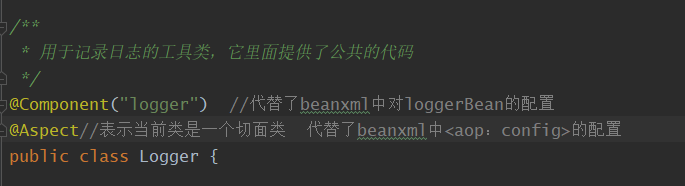 /**
* 用于记录日志的工具类，它里面提供了公共的代码
*/
@Component("logger")  //代替了beanxml中对loggerBean的配置
@Aspect//表示当前类是一个切面类  代替了beanxml中<aop：config>的配置
public class Logger {